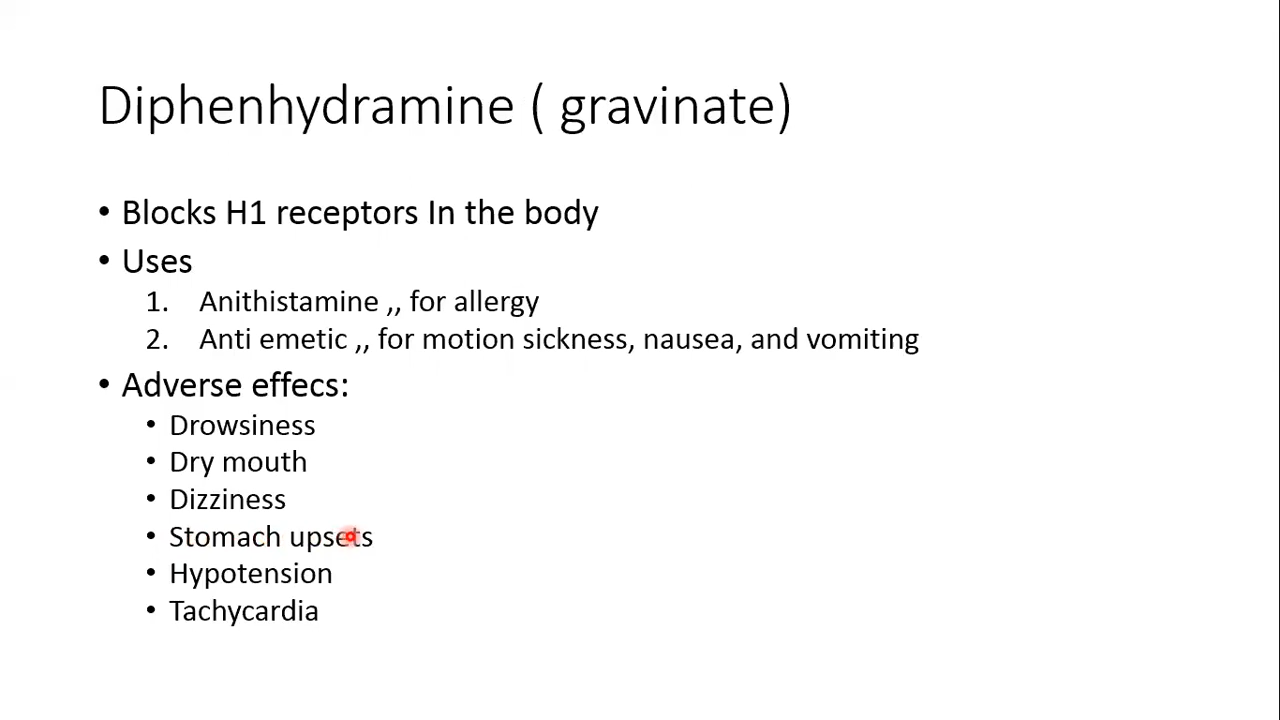 Diphenhydramine ( gravinate)
• Blocks H1 receptors In the body
• Uses
1. Anithistamine ,, for allergy
2. Anti emetic ,, for motion sickness, nausea, and vomiting
• Adverse effecs:
• Drowsiness
• Dry mouth
• Dizziness
• Stomach upsets
• Hypotension
• Tachycardia